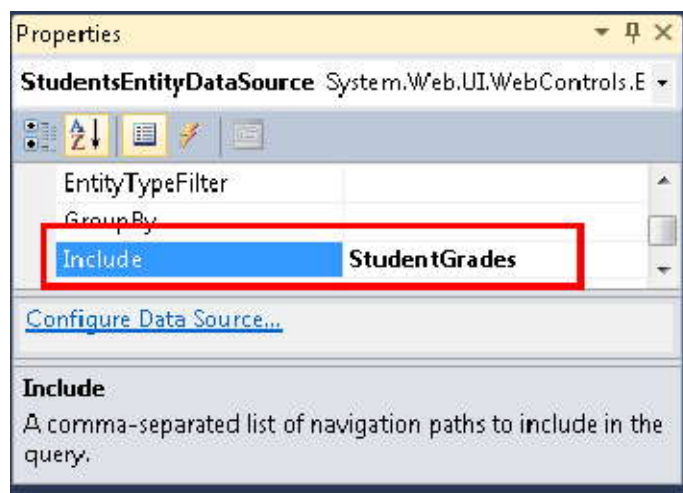 Properties
StudentsEntityDataSource System.Web.UI.WebControls.E
EntityTypeFilter
GroupBy
Include StudentGrades
Configure Data Source...
Include
A comma-separated list of navigation paths to include in the
query.